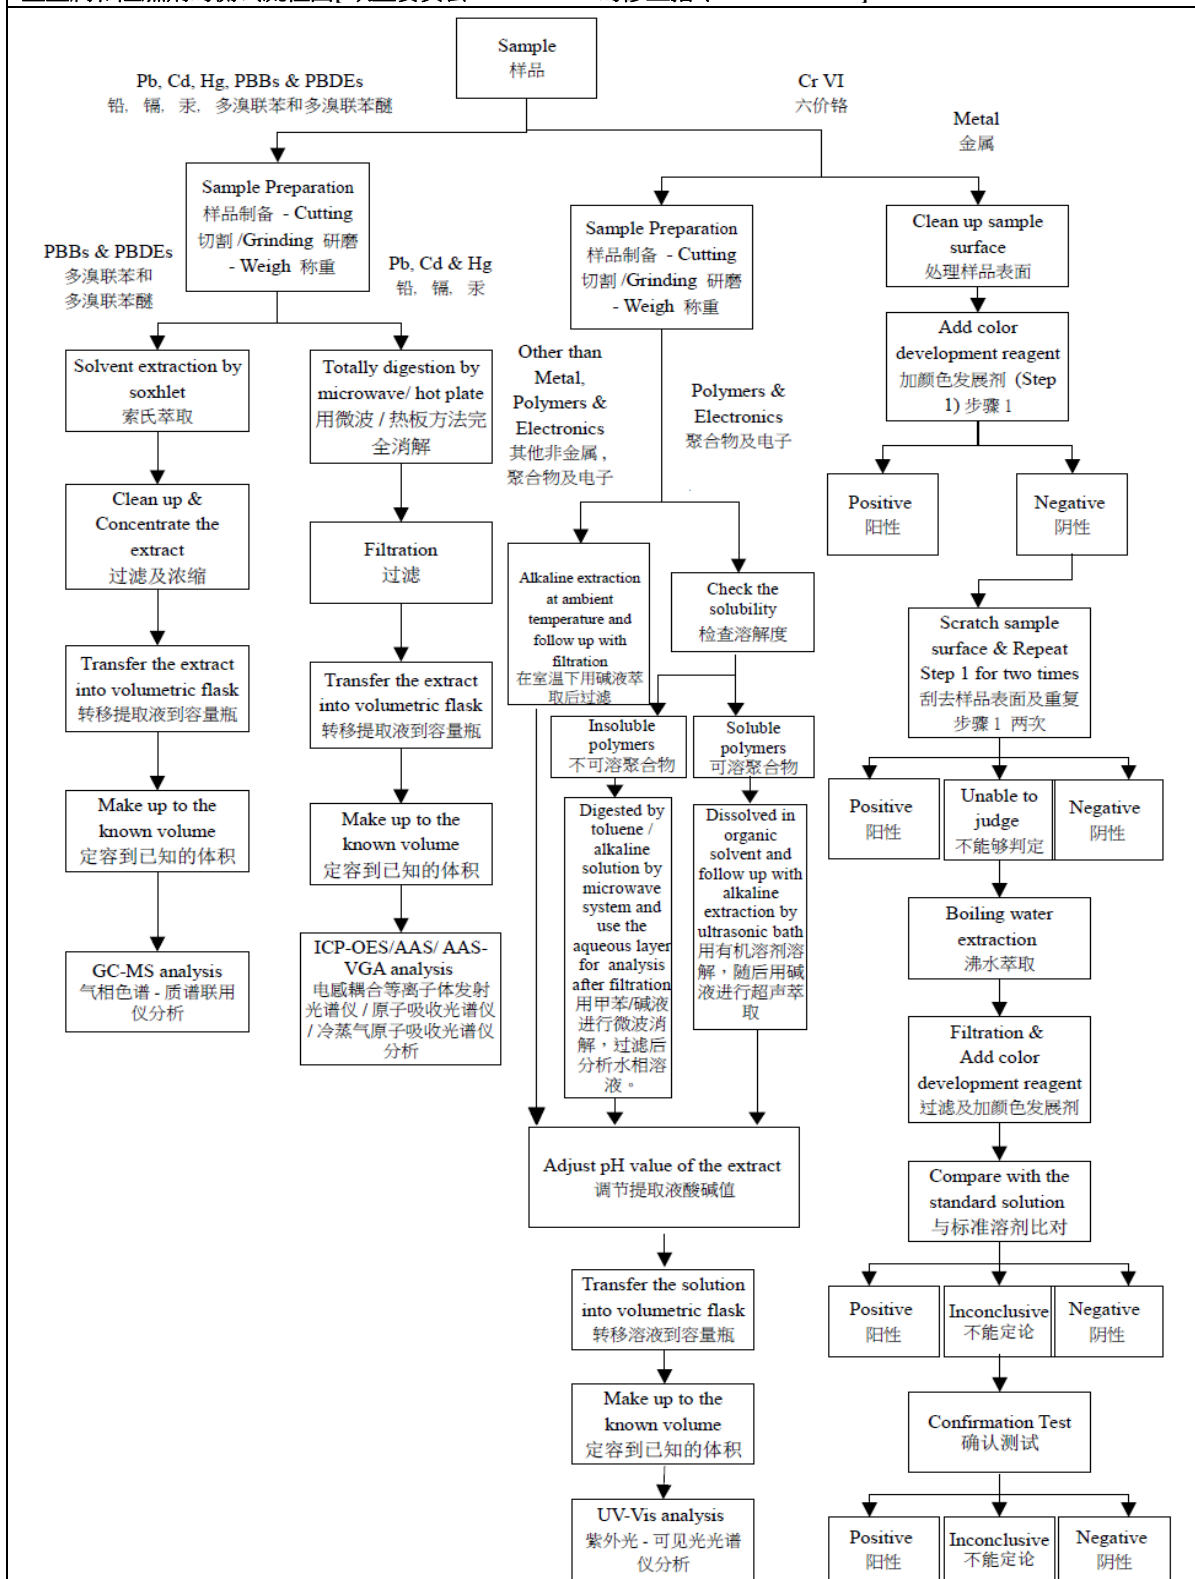 Sample
样品
Pb, Cd, Hg, PBBs & PBDEs
铅, 镉, 汞, 多溴联苯和多溴联苯醚
Cr VI
六价铬
Metal
金属
Sample Preparation
样品制备 - Cutting
切割 /Grinding 研磨
- Weigh 称重
PBBs & PBDEs
多溴联苯和
多溴联苯醚
Pb, Cd & Hg
铅, 镉, 汞
Solvent extraction by
soxhlet
索氏萃取
Clean up &
Concentrate the
extract
过滤及浓缩
Transfer the extract
into volumetric flask
转移提取液到容量瓶
Make up to the
known volume
定容到已知的体积
GC-MS analysis
气相色谱 - 质谱联用
仪分析
Totally digestion by
microwave/ hot plate
用微波 / 热板方法完
全消解
Filtration
过滤
Transfer the extract
into volumetric flask
转移提取液到容量瓶
Make up to the
known volume
定容到已知的体积
ICP-OES/AAS/ AAS-
VGA analysis
电感耦合等离子体发射
光谱仪 / 原子吸收光谱仪
/ 冷蒸气原子吸收光谱仪
分析
Sample Preparation
样品制备 - Cutting
切割 /Grinding 研磨
- Weigh 称重
Other than
Metal,
Polymers &
Electronics
其他非金属,
聚合物及电子
Polymers &
Electronics
聚合物及电子
Alkaline extraction
at ambient
temperature and
follow up with
filtration
在室温下用碱液萃
取后过滤
Check the
solubility
检查溶解度
Insoluble
polymers
不可溶聚合物
Soluble
polymers
可溶聚合物
Digested by
toluene /
alkaline
solution by
microwave
system and
use the
aqueous layer
for analysis
after filtration
用甲苯/碱液
进行微波消
解，过滤后
分析水相溶
液。
Dissolved in
organic
solvent and
follow up with
alkaline
extraction by
ultrasonic bath
用有机溶剂溶
解，随后用碱
液进行超声萃
取
Adjust pH value of the extract
调节提取液酸碱值
Transfer the solution
into volumetric flask
转移溶液到容量瓶
Make up to the
known volume
定容到已知的体积
UV-Vis analysis
紫外光 - 可见光光谱
仪分析
Clean up sample
surface
处理样品表面
Add color
development reagent
加颜色发展剂 (Step
1) 步骤 1
Positive
阳性
Negative
阴性
Scratch sample
surface & Repeat
Step 1 for two times
刮去样品表面及重复
步骤 1 两次
Positive
阳性
Unable to
judge
不能够判定
Negative
阴性
Boiling water
extraction
沸水萃取
Filtration &
Add color
development reagent
过滤及加颜色发展剂
Compare with the
standard solution
与标准溶剂比对
Positive
阳性
Inconclusive
不能定论
Negative
阴性
Confirmation Test
确认测试
Positive
阳性
Inconclusive
不能定论
Negative
阴性